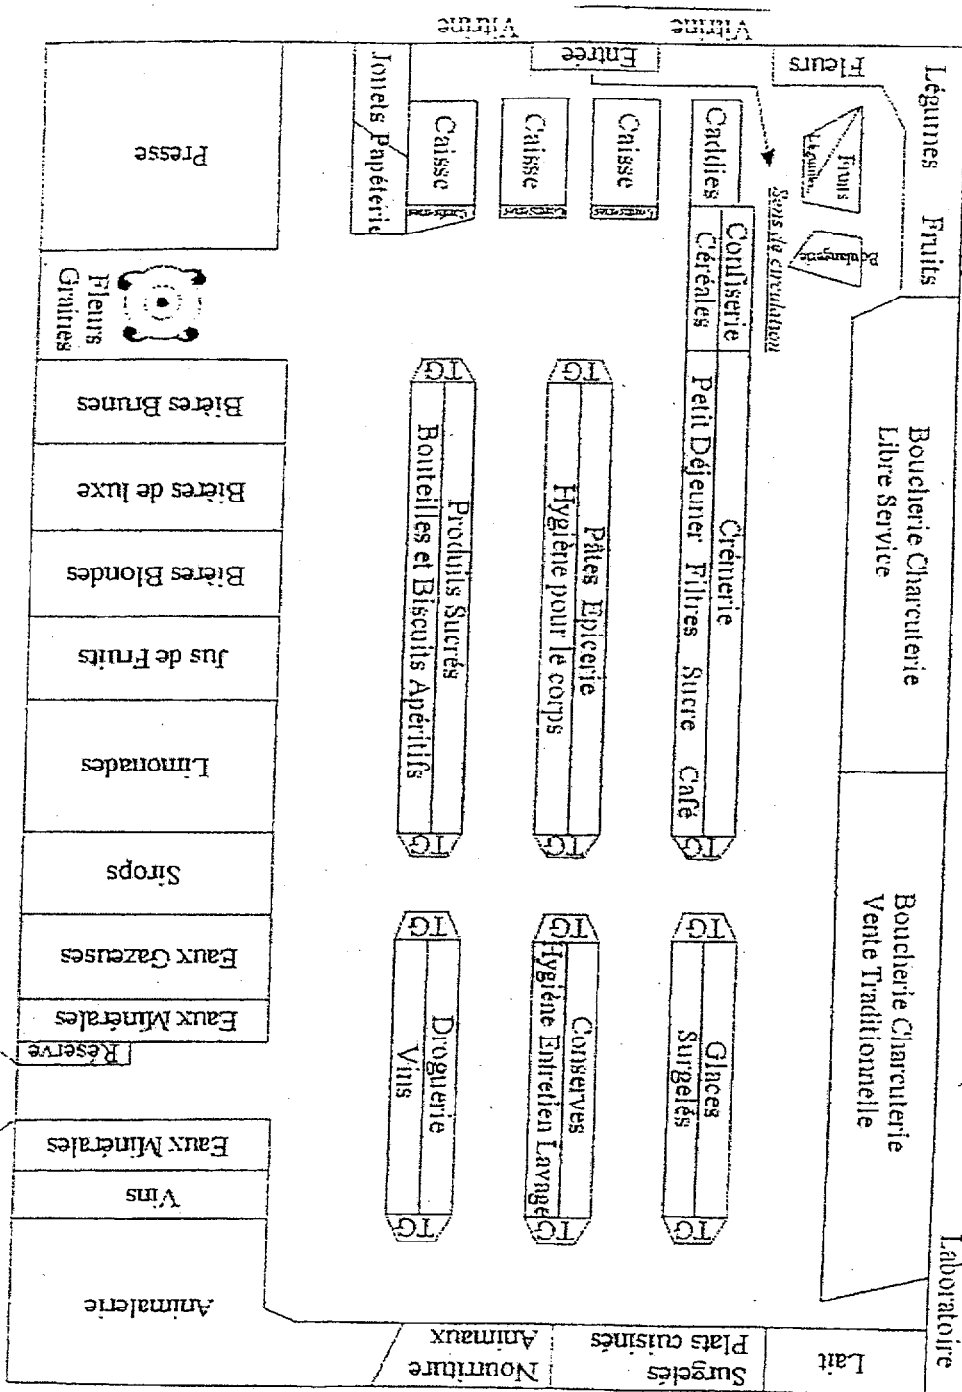 Vitrine
Vitrine
Entrée
Fleurs
Légumes Fruits
Jouets Papéterie
Presse
Caisse
Caisse
Caisse
Caddies
Fruits
Boulangerie
Sens de circulation
Confiserie
Céréales
Fleurs
Graines
TG
TG
Bières Brunes
Bières de luxe
Bières Blondes
Jus de Fruits
Limonades
Sirops
Eaux Gazeuses
Eaux Minérales
Réserve
Eaux Minérales
Vins
Animalerie
Produits Sucrés
Bouteilles et Biscuits Apéritifs
Pâtes Epicerie
Hygiène pour le corps
Crémerie
Petit Déjeuner Filtres Sucre Café
Boucherie Charcuterie
Libre Service
TG
TG
TG
TG
TG
TG
Droguerie
Vins
Conserves
Hygiène Entretien Lavage
Glaces
Surgelés
Boucherie Charcuterie
Vente Traditionnelle
TG
TG
TG
Laboratoire
Nourriture
Animaux
Surgelés
Plats cuisinés
Lait